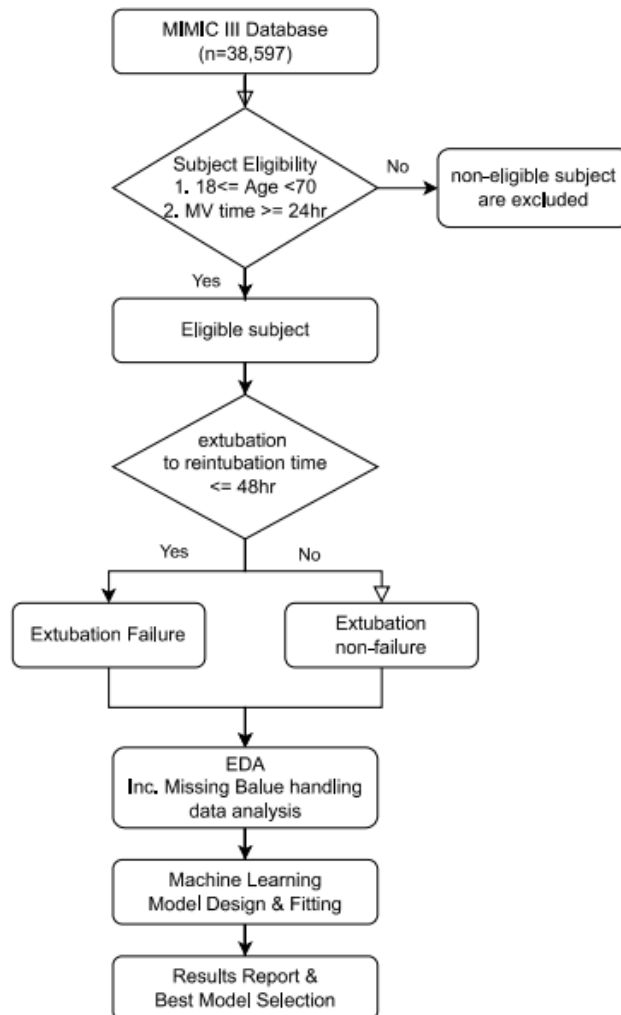 MIMIC III Database
(n=38,597)
Subject Eligibility
1. 18<= Age <70
2. MV time >= 24hr
No
non-eligible subject
are excluded
Yes
Eligible subject
extubation
to reintubation time
<= 48hr
Yes
No
Extubation Failure
Extubation
non-failure
EDA
Inc. Missing Balue handling
data analysis
Machine Learning
Model Design & Fitting
Results Report &
Best Model Selection